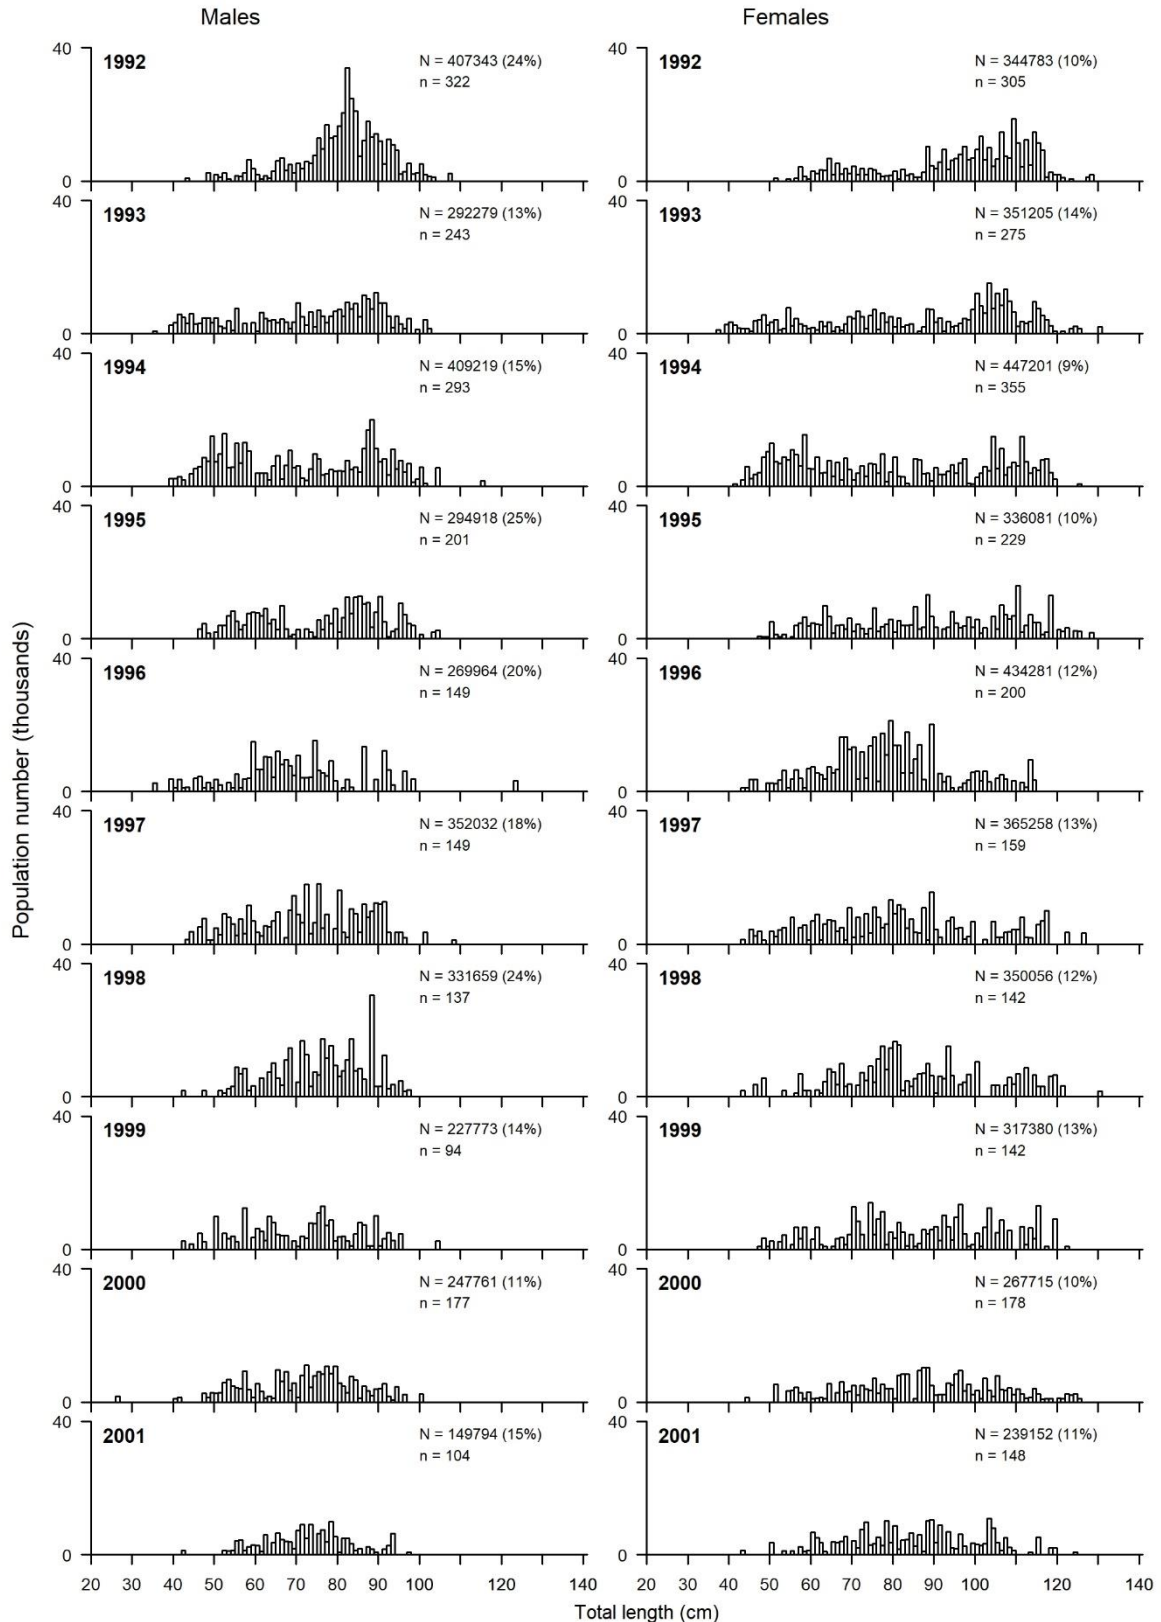 Males Females
40 1992 N = 407343 (24%) 40 1992 N = 344783 (10%)
n = 322 n = 305
0 0
40 1993 N = 292279 (13%) 40 1993 N = 351205 (14%)
n = 243 n = 275
0 0
40 1994 N = 409219 (15%) 40 1994 N = 447201 (9%)
n = 293 n = 355
0 0
40 1995 N = 294918 (25%) 40 1995 N = 336081 (10%)
n = 201 n = 229
0 0
40 1996 N = 269964 (20%) 40 1996 N = 434281 (12%)
n = 149 n = 200
0 0
Population number (thousands)
40 1997 N = 352032 (18%) 40 1997 N = 365258 (13%)
n = 149 n = 159
0 0
40 1998 N = 331659 (24%) 40 1998 N = 350056 (12%)
n = 137 n = 142
0 0
40 1999 N = 227773 (14%) 40 1999 N = 317380 (13%)
n = 94 n = 142
0 0
40 2000 N = 247761 (11%) 40 2000 N = 267715 (10%)
n = 177 n = 178
0 0
40 2001 N = 149794 (15%) 40 2001 N = 239152 (11%)
n = 104 n = 148
0 0
20 30 40 50 60 70 80 90 100 120 140 20 30 40 50 60 70 80 90 100 120 140
Total length (cm)